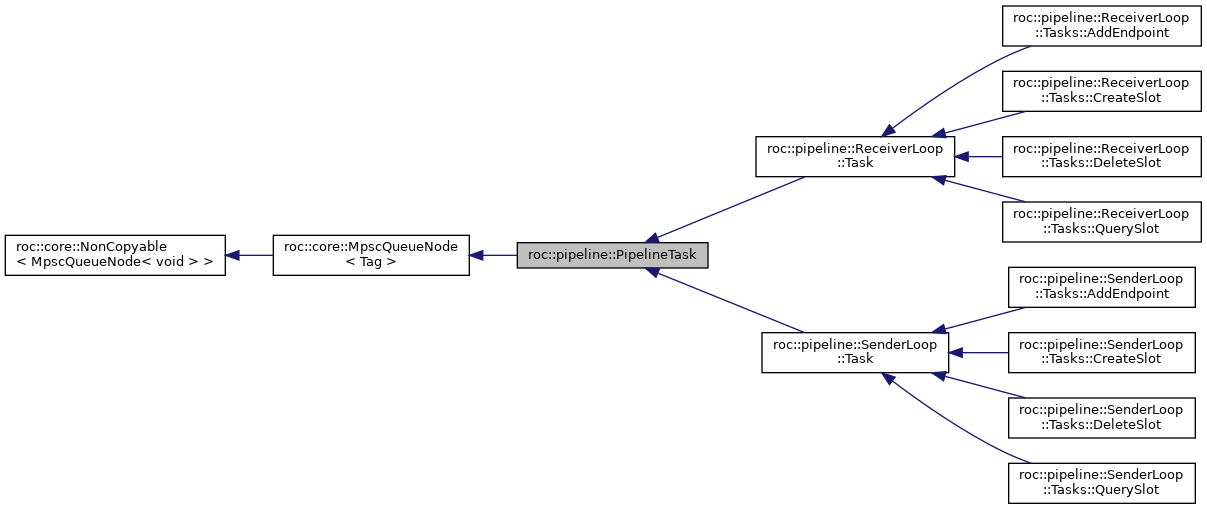 roc::pipeline::ReceiverLoop
::Tasks::AddEndpoint
roc::pipeline::ReceiverLoop
::Tasks::CreateSlot
roc::pipeline::ReceiverLoop
::Task
roc::pipeline::ReceiverLoop
::Tasks::DeleteSlot
roc::pipeline::ReceiverLoop
::Tasks::QuerySlot
roc::core::NonCopyable
< MpscQueueNode< void > >
roc::core::MpscQueueNode
< Tag >
roc::pipeline::PipelineTask
roc::pipeline::SenderLoop
::Tasks::AddEndpoint
roc::pipeline::SenderLoop
::Task
roc::pipeline::SenderLoop
::Tasks::CreateSlot
roc::pipeline::SenderLoop
::Tasks::DeleteSlot
roc::pipeline::SenderLoop
::Tasks::QuerySlot